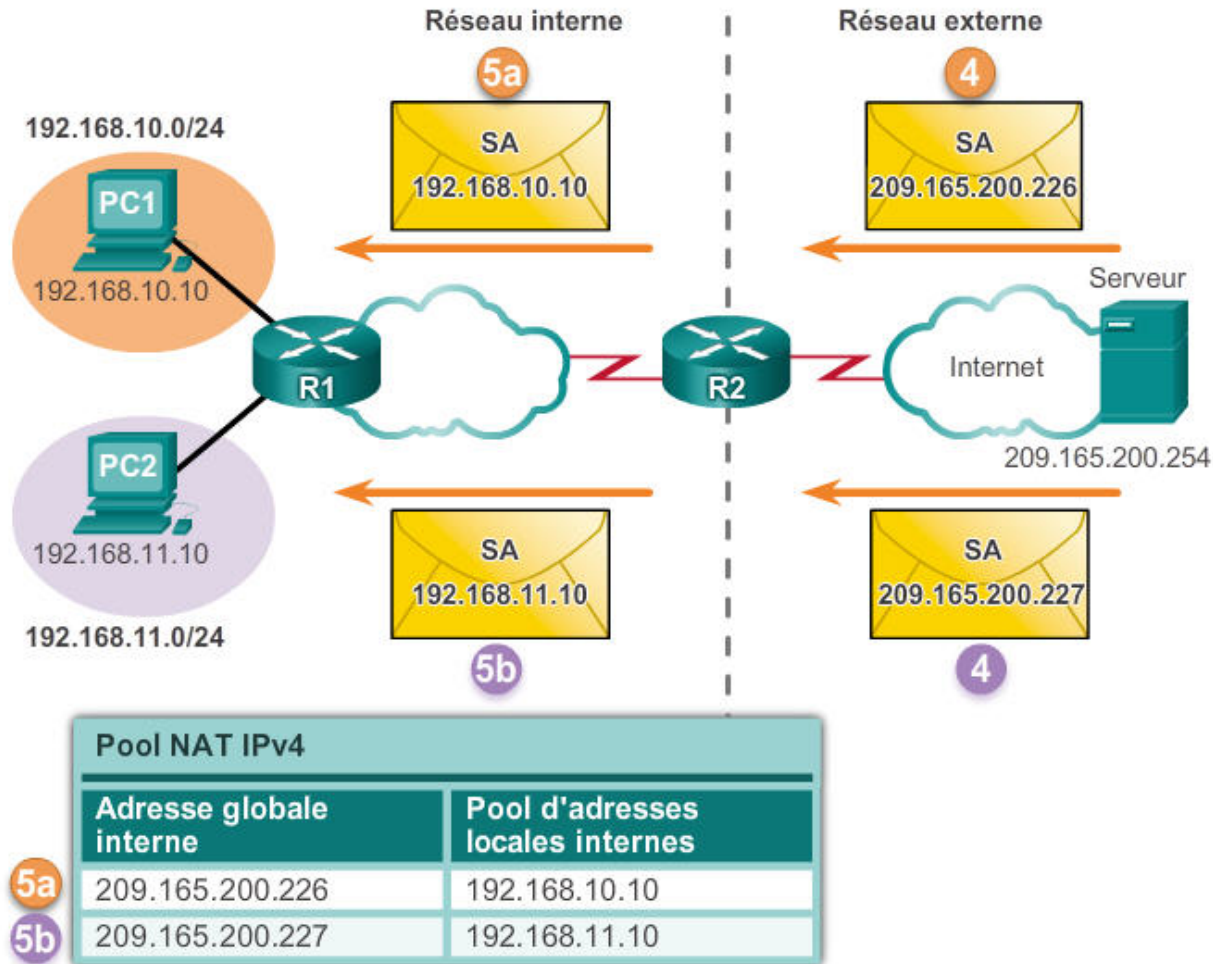 Réseau interne
Réseau externe
5a
4
192.168.10.0/24
SA
192.168.10.10
SA
209.165.200.226
PC1
192.168.10.10
Serveur
R1
R2
Internet
209.165.200.254
PC2
192.168.11.10
192.168.11.0/24
SA
192.168.11.10
SA
209.165.200.227
5b
4
Pool NAT IPv4
Adresse globale interne
Pool d'adresses locales internes
5a
209.165.200.226
192.168.10.10
5b
209.165.200.227
192.168.11.10